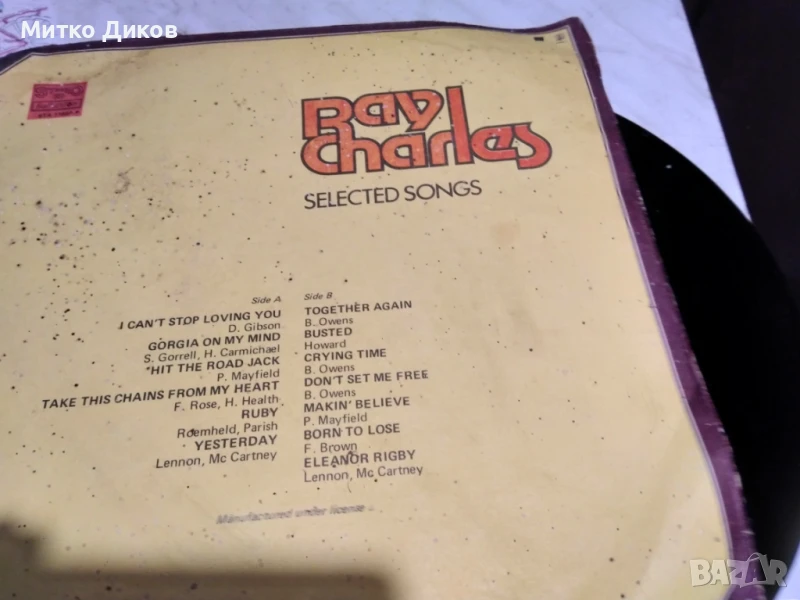 Митко Диков
Ray
Charles
SELECTED SONGS
Side A
I CAN'T STOP LOVING YOU
D. Gibson
GORGIA ON MY MIND
S. Gorrell, H. Carmichael
HIT THE ROAD JACK
P. Mayfield
TAKE THIS CHAINS FROM MY HEART
F. Rose, H. Health
RUBY
Roemheld, Parish
YESTERDAY
Lennon, Mc Cartney
Side B
TOGETHER AGAIN
B. Owens
BUSTED
Howard
CRYING TIME
B. Owens
DON'T SET ME FREE
B. Owens
MAKIN' BELIEVE
P. Mayfield
BORN TO LOSE
F. Brown
ELEANOR RIGBY
Lennon, Mc Cartney
Manufactured under license
BAZAR